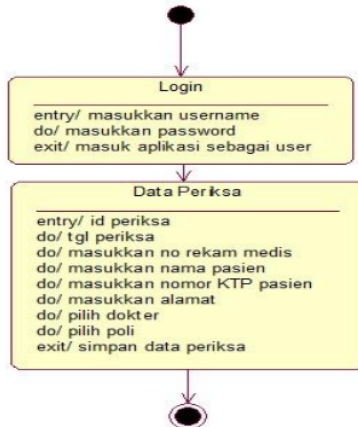 Login
entry/ masukkan username
do/ masukkan password
exit/ masuk aplikasi sebagai user
Data Periksa
entry/ id periksa
do/ tgl periksa
do/ masukkan no rekam medis
do/ masukkan nama pasien
do/ masukkan nomor KTP pasien
do/ masukkan alamat
do/ pilih dokter
do/ pilih poli
exit/ simpan data periksa